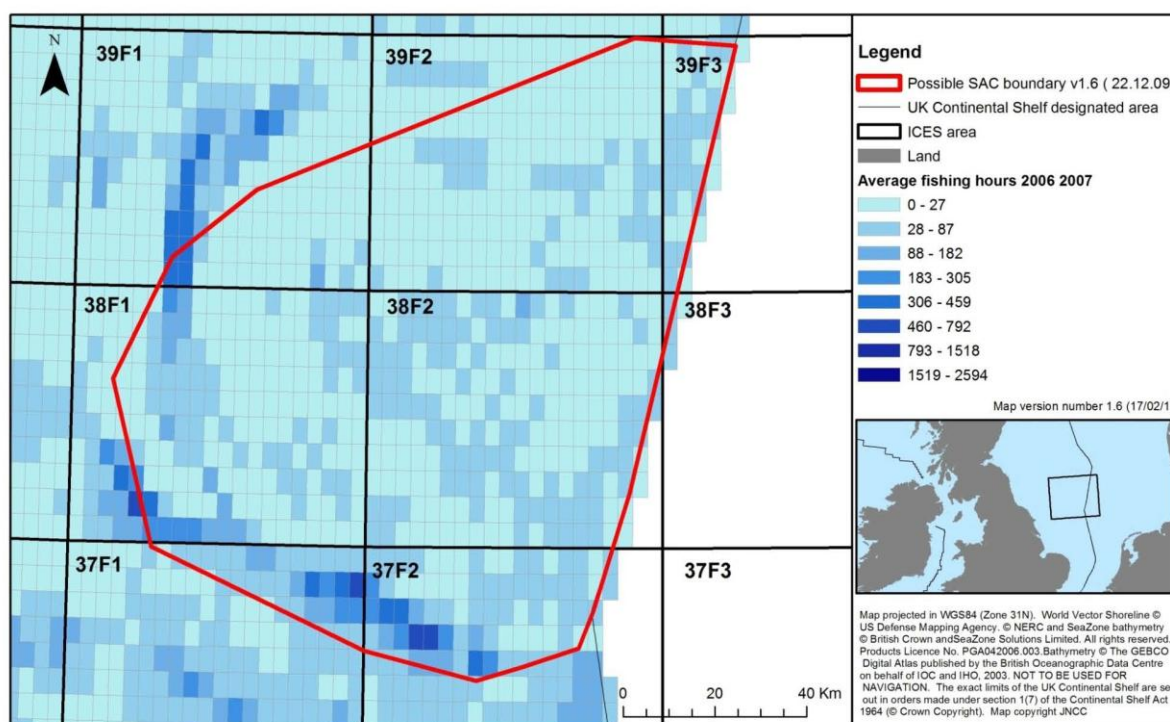 N
39F1
39F2
39F3
38F1
38F2
38F3
37F1
37F2
37F3
0 20 40 Km
Legend
Possible SAC boundary v1.6 ( 22.12.09
UK Continental Shelf designated area
ICES area
Land
Average fishing hours 2006 2007
0 - 27
28 - 87
88 - 182
183 - 305
306 - 459
460 - 792
793 - 1518
1519 - 2594
Map version number 1.6 (17/02/1
Map projected in WGS84 (Zone 31N). World Vector Shoreline ©
US Defense Mapping Agency. © NERC and SeaZone bathymetry
© British Crown andSeaZone Solutions Limited. All rights reserved.
Products Licence No. PGA042006.003.Bathymetry © The GEBCO
Digital Atlas published by the British Oceanographic Data Centre
on behalf of IOC and IHO, 2003. NOT TO BE USED FOR
NAVIGATION. The exact limits of the UK Continental Shelf are se
out in orders made under section 1(7) of the Continental Shelf Act
1964 (© Crown Copyright). Map copyright JNCC